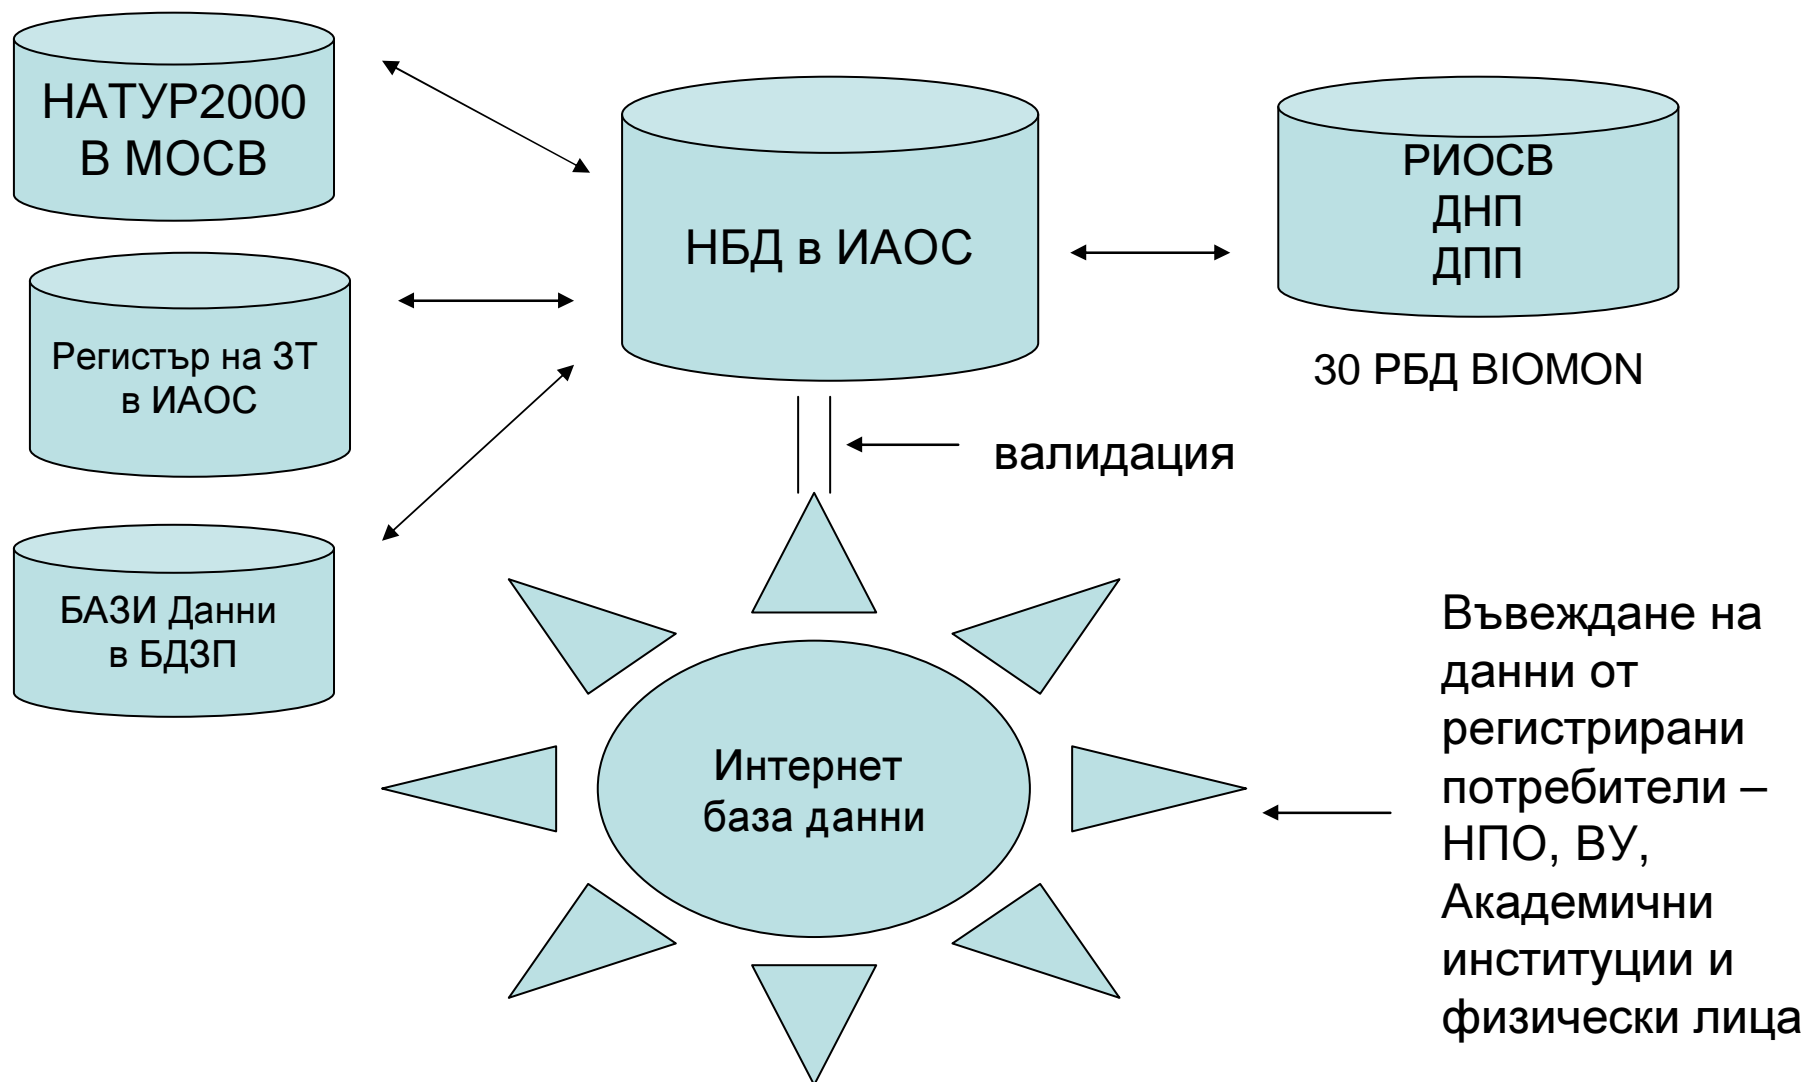 НАТУР2000
В МОСВ
НБД в ИАОС
РИОСВ
ДНП
ДПП
30 РБД BIOMON
Регистър на ЗТ
в ИАОС
валидация
БАЗИ Данни
в БДЗП
Интернет
база данни
Въвеждане на
данни от
регистрирани
потребители –
НПО, ВУ,
Академични
институции и
физически лица